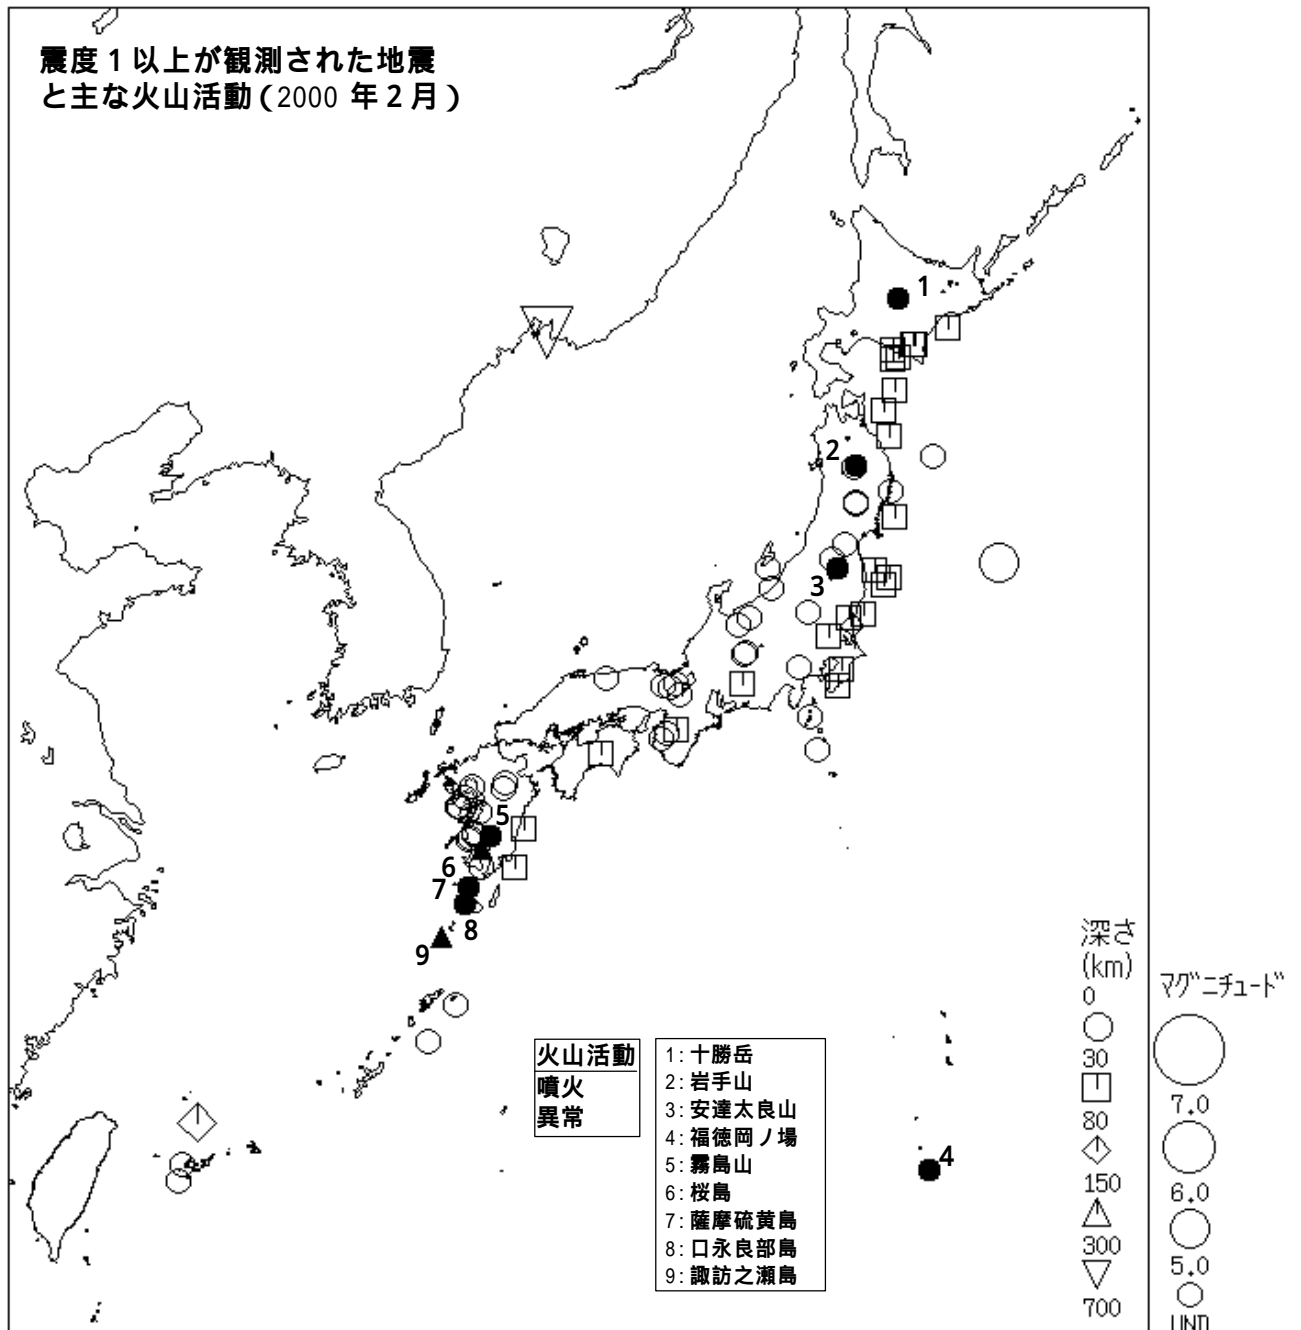 震度１以上が観測された地震
と主な火山活動（2000 年２月）
1
2
3
4
5
6
7
8
9
火山活動
噴火
異常
1: 十勝岳
2: 岩手山
3: 安達太良山
4: 福徳岡ノ場
5: 霧島山
6: 桜島
7: 薩摩硫黄島
8: 口永良部島
9: 諏訪之瀬島
深さ
(km)
0
30
80
150
300
700
マグニチュード
7.0
6.0
5.0
UND